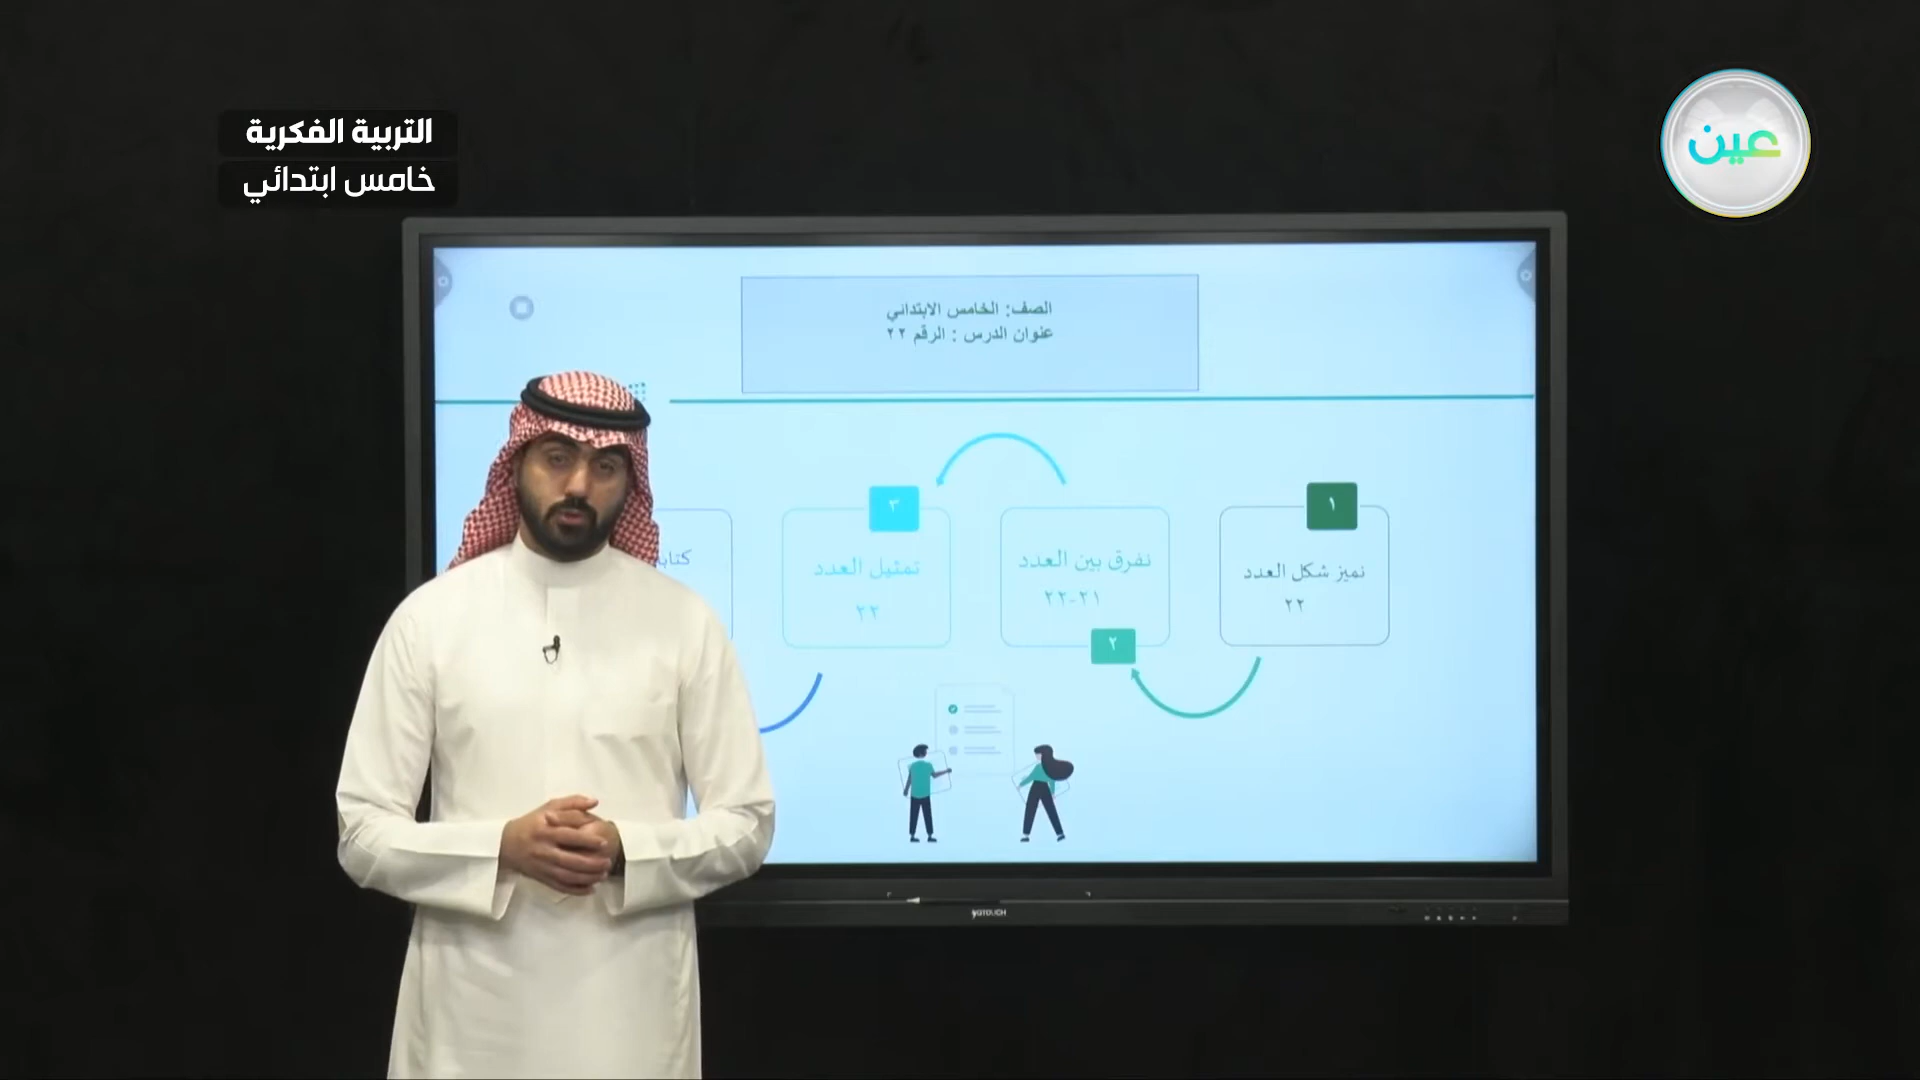 التربية الفكرية
خامس ابتدائي
عين
الصف: الخامس الابتدائي
عنوان الدرس : الرقم ٢٢
١
نميز شكل العدد
٢٢
نفرق بين العدد
٢١-٢٢
٢
٣
تمثيل العدد
٢٢